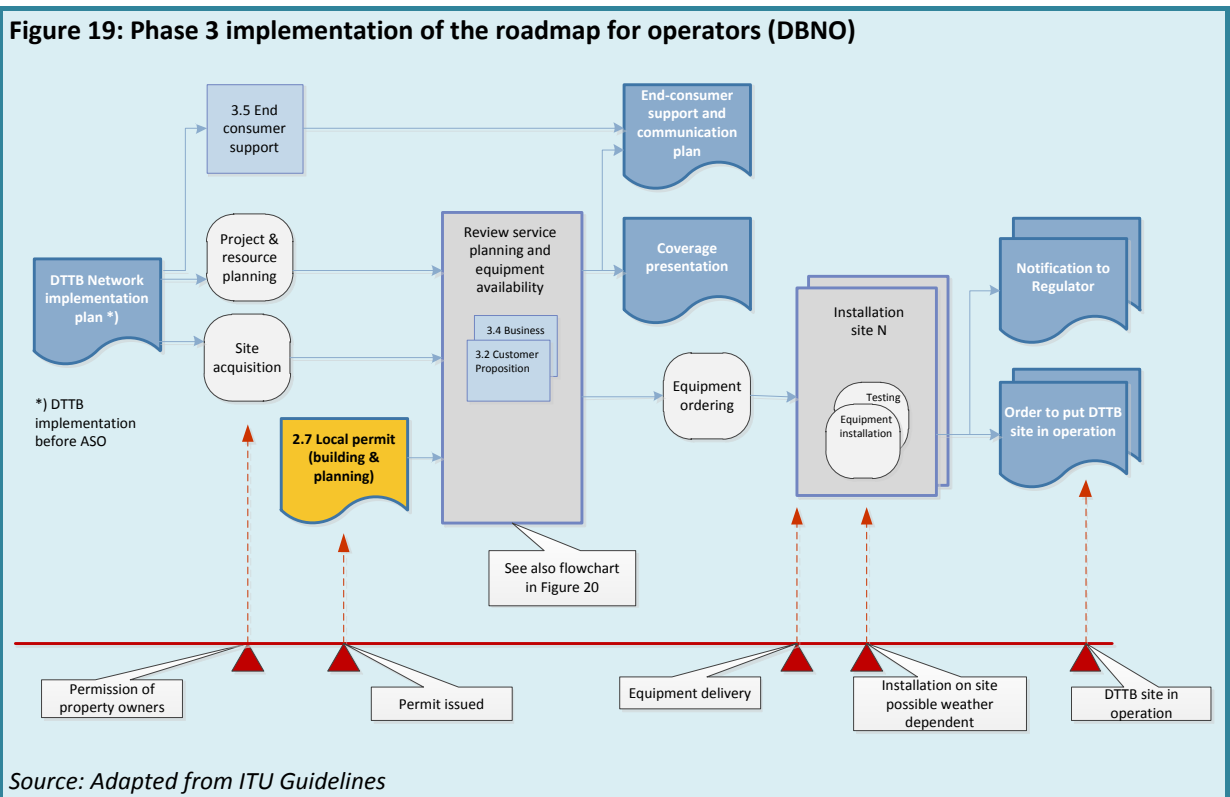 Figure 19: Phase 3 implementation of the roadmap for operators (DBNO)
3.5 End
consumer
support
End-consumer
support and
communication
plan
Project &
resource
planning
Review service
planning and
equipment
availability
Coverage
presentation
DTTB Network
implementation
plan *)
Notification to
Regulator
Installation
site N
3.4 Business
3.2 Customer
Proposition
Site
acquisition
Equipment
ordering
Testing
Equipment
installation
Order to put DTTB
site in operation
*) DTTB
implementation
before ASO
2.7 Local permit
(building &
planning)
See also flowchart
in Figure 20
Permission of
property owners
Permit issued
Equipment delivery
Installation on site
possible weather
dependent
DTTB site in
operation
Source: Adapted from ITU Guidelines